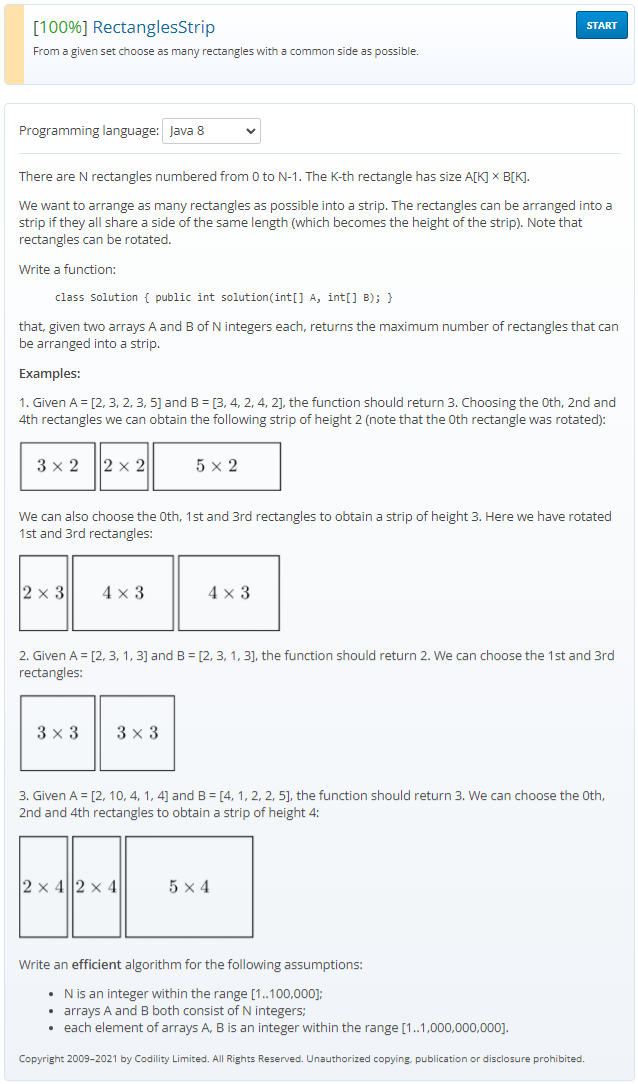 [100%] RectanglesStrip
START
From a given set choose as many rectangles with a common side as possible.
Programming language: Java 8
There are N rectangles numbered from 0 to N-1. The K-th rectangle has size A[K] × B[K].
We want to arrange as many rectangles as possible into a strip. The rectangles can be arranged into a
strip if they all share a side of the same length (which becomes the height of the strip). Note that
rectangles can be rotated.
Write a function:
class Solution { public int solution(int[] A, int[] B); }
that, given two arrays A and B of N integers each, returns the maximum number of rectangles that can
be arranged into a strip.
Examples:
1. Given A = [2, 3, 2, 3, 5] and B = [3, 4, 2, 4, 2], the function should return 3. Choosing the 0th, 2nd and
4th rectangles we can obtain the following strip of height 2 (note that the 0th rectangle was rotated):
3 × 2 2 × 2 5 × 2
We can also choose the 0th, 1st and 3rd rectangles to obtain a strip of height 3. Here we have rotated
1st and 3rd rectangles:
2 × 3 4 × 3 4 × 3
2. Given A = [2, 3, 1, 3] and B = [2, 3, 1, 3], the function should return 2. We can choose the 1st and 3rd
rectangles:
3 × 3 3 × 3
3. Given A = [2, 10, 4, 1, 4] and B = [4, 1, 2, 2, 5], the function should return 3. We can choose the 0th,
2nd and 4th rectangles to obtain a strip of height 4:
2 × 4 2 × 4 5 × 4
Write an efficient algorithm for the following assumptions:
• N is an integer within the range [1..100,000];
• arrays A and B both consist of N integers;
• each element of arrays A, B is an integer within the range [1..1,000,000,000].
Copyright 2009–2021 by Codility Limited. All Rights Reserved. Unauthorized copying, publication or disclosure prohibited.